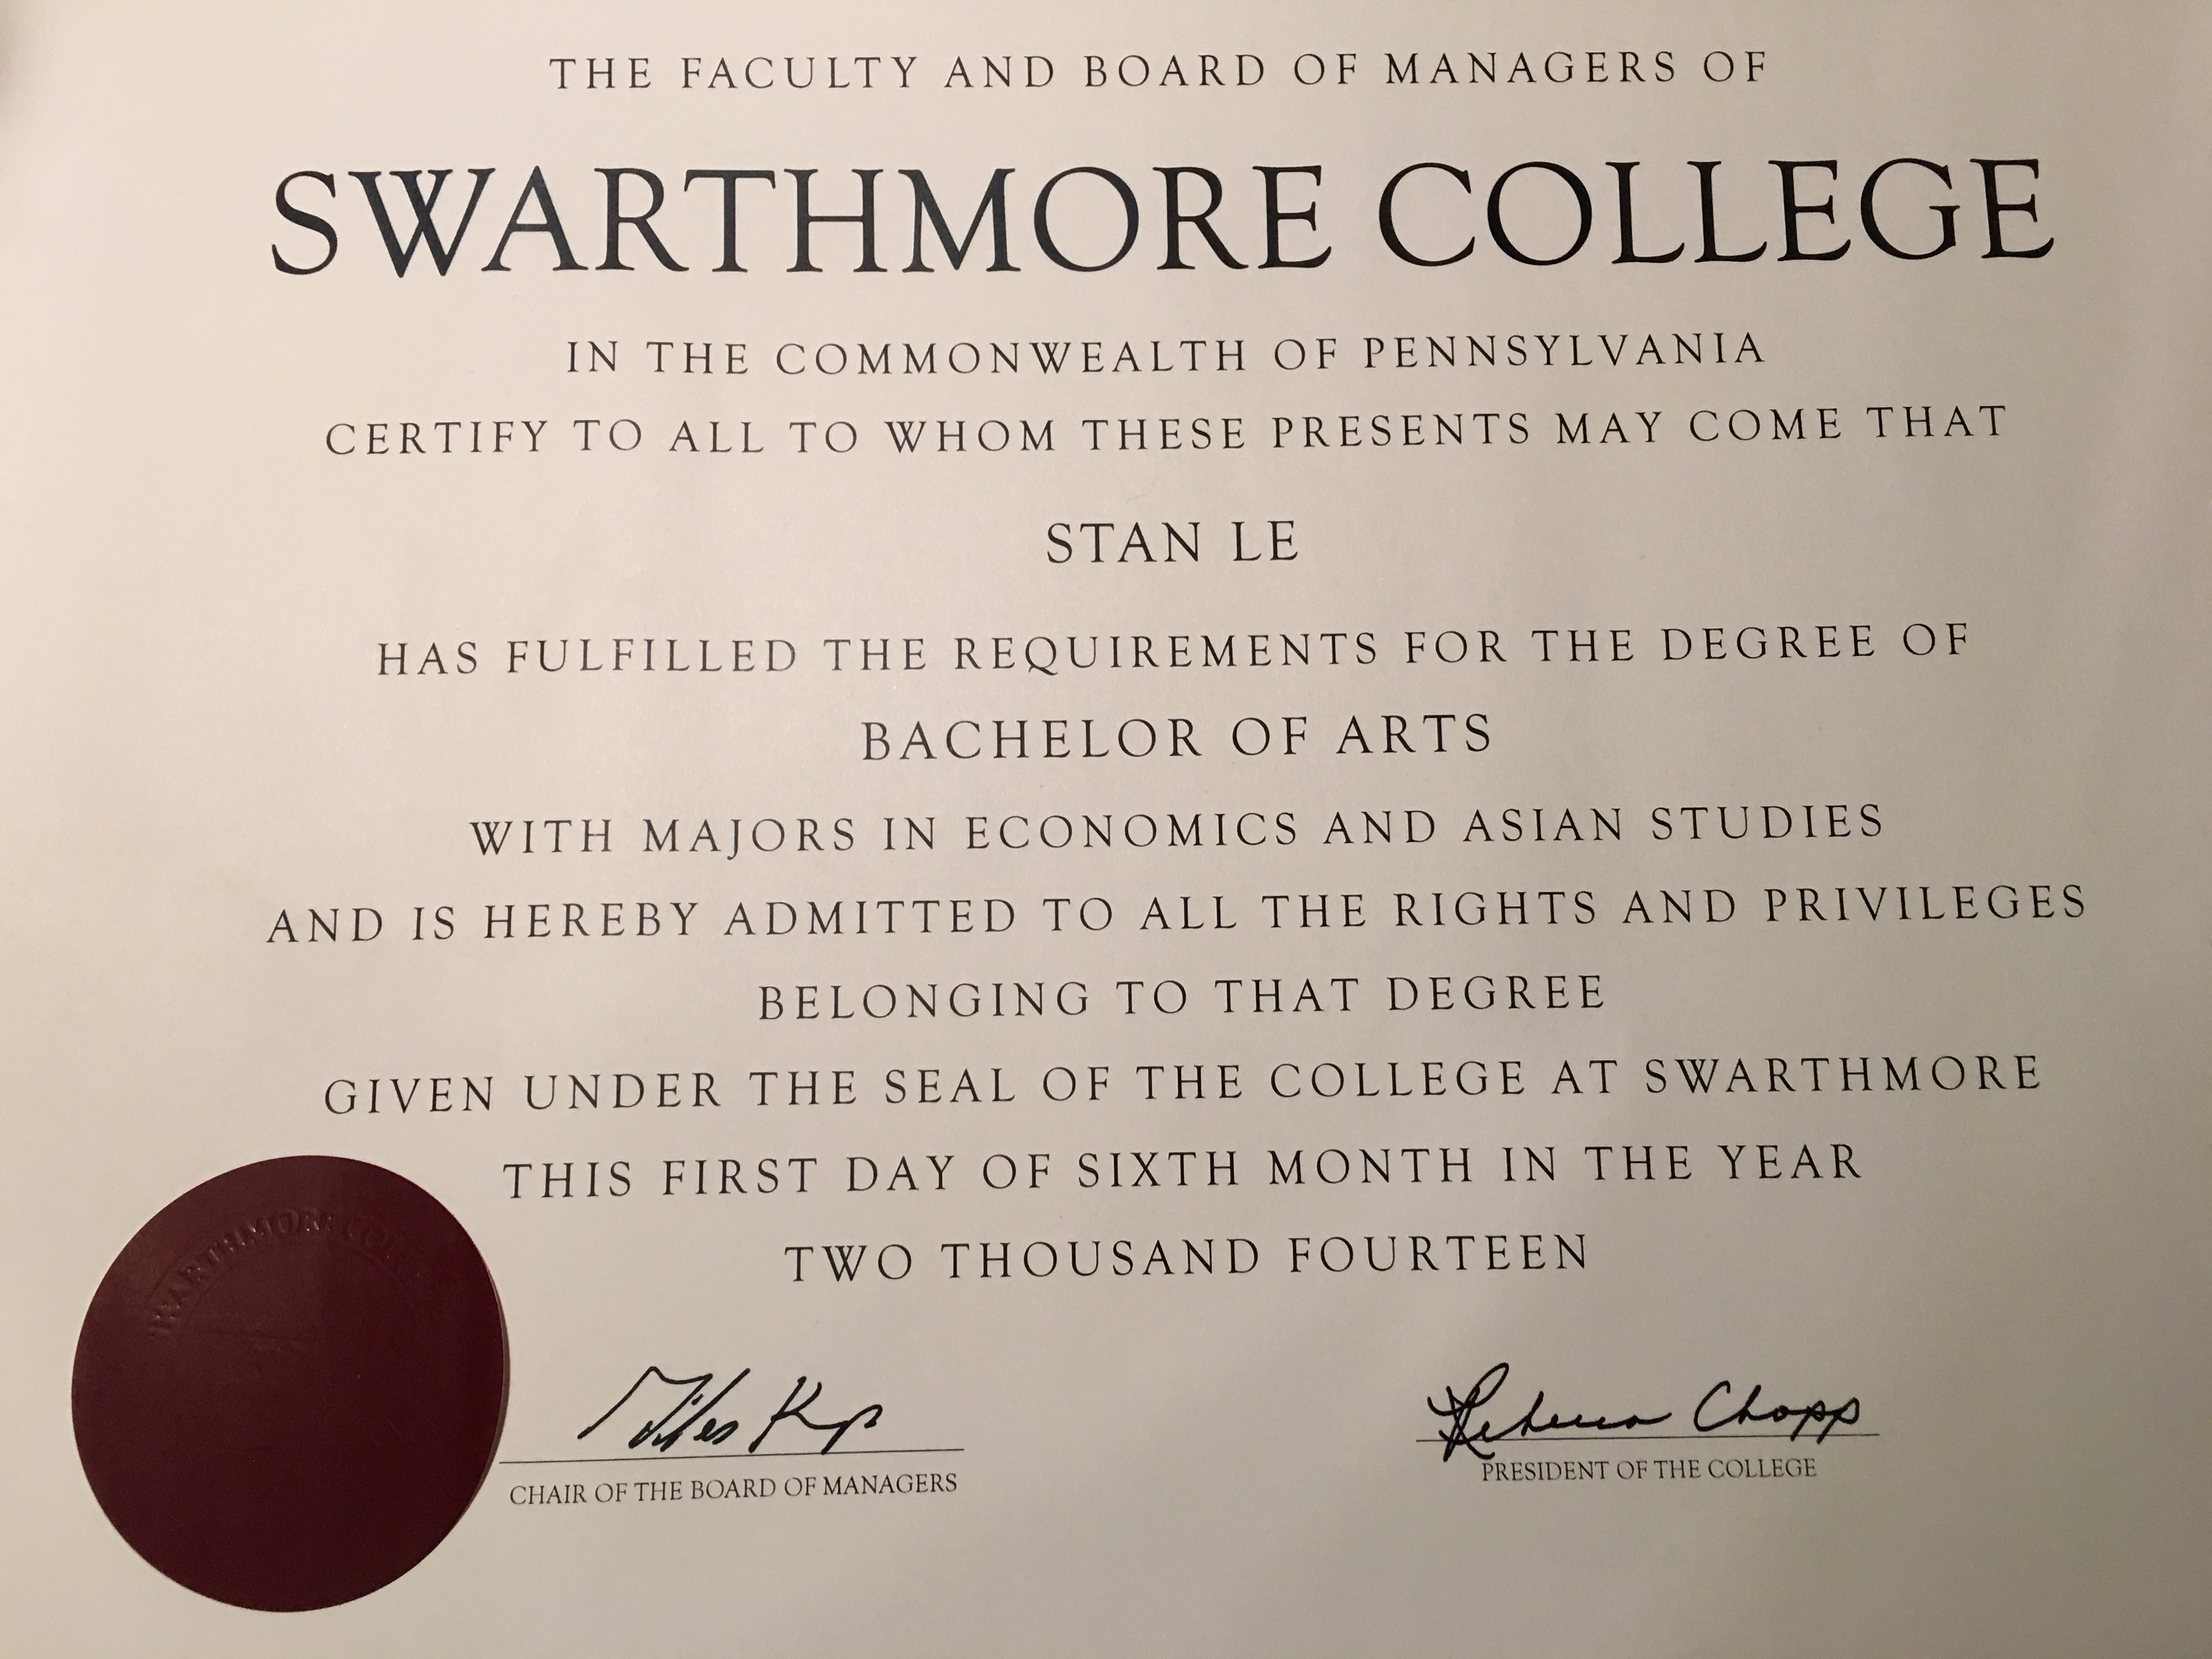 THE FACULTY AND BOARD OF MANAGERS OF
SWARTHMORE COLLEGE
IN THE COMMONWEALTH OF PENNSYLVANIA
CERTIFY TO ALL TO WHOM THESE PRESENTS MAY COME THAT
STAN LE
HAS FULFILLED THE REQUIREMENTS FOR THE DEGREE OF
BACHELOR OF ARTS
WITH MAJORS IN ECONOMICS AND ASIAN STUDIES
AND IS HEREBY ADMITTED TO ALL THE RIGHTS AND PRIVILEGES
BELONGING TO THAT DEGREE
GIVEN UNDER THE SEAL OF THE COLLEGE AT SWARTHMORE
THIS FIRST DAY OF SIXTH MONTH IN THE YEAR
TWO THOUSAND FOURTEEN
CHAIR OF THE BOARD OF MANAGERS
Rebecca Chopp
PRESIDENT OF THE COLLEGE